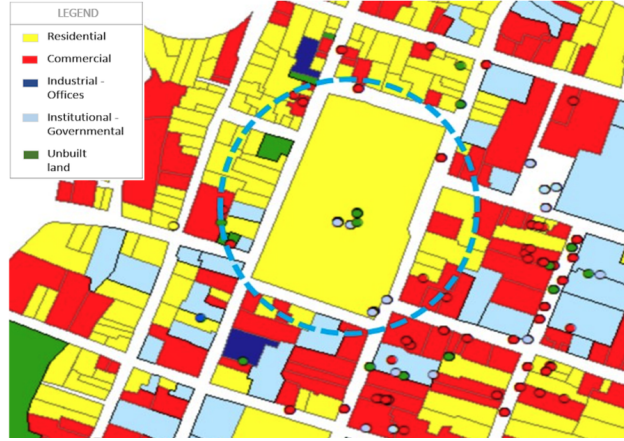 LEGEND
Residential
Commercial
Industrial -
Offices
Institutional -
Governmental
Unbuilt
land